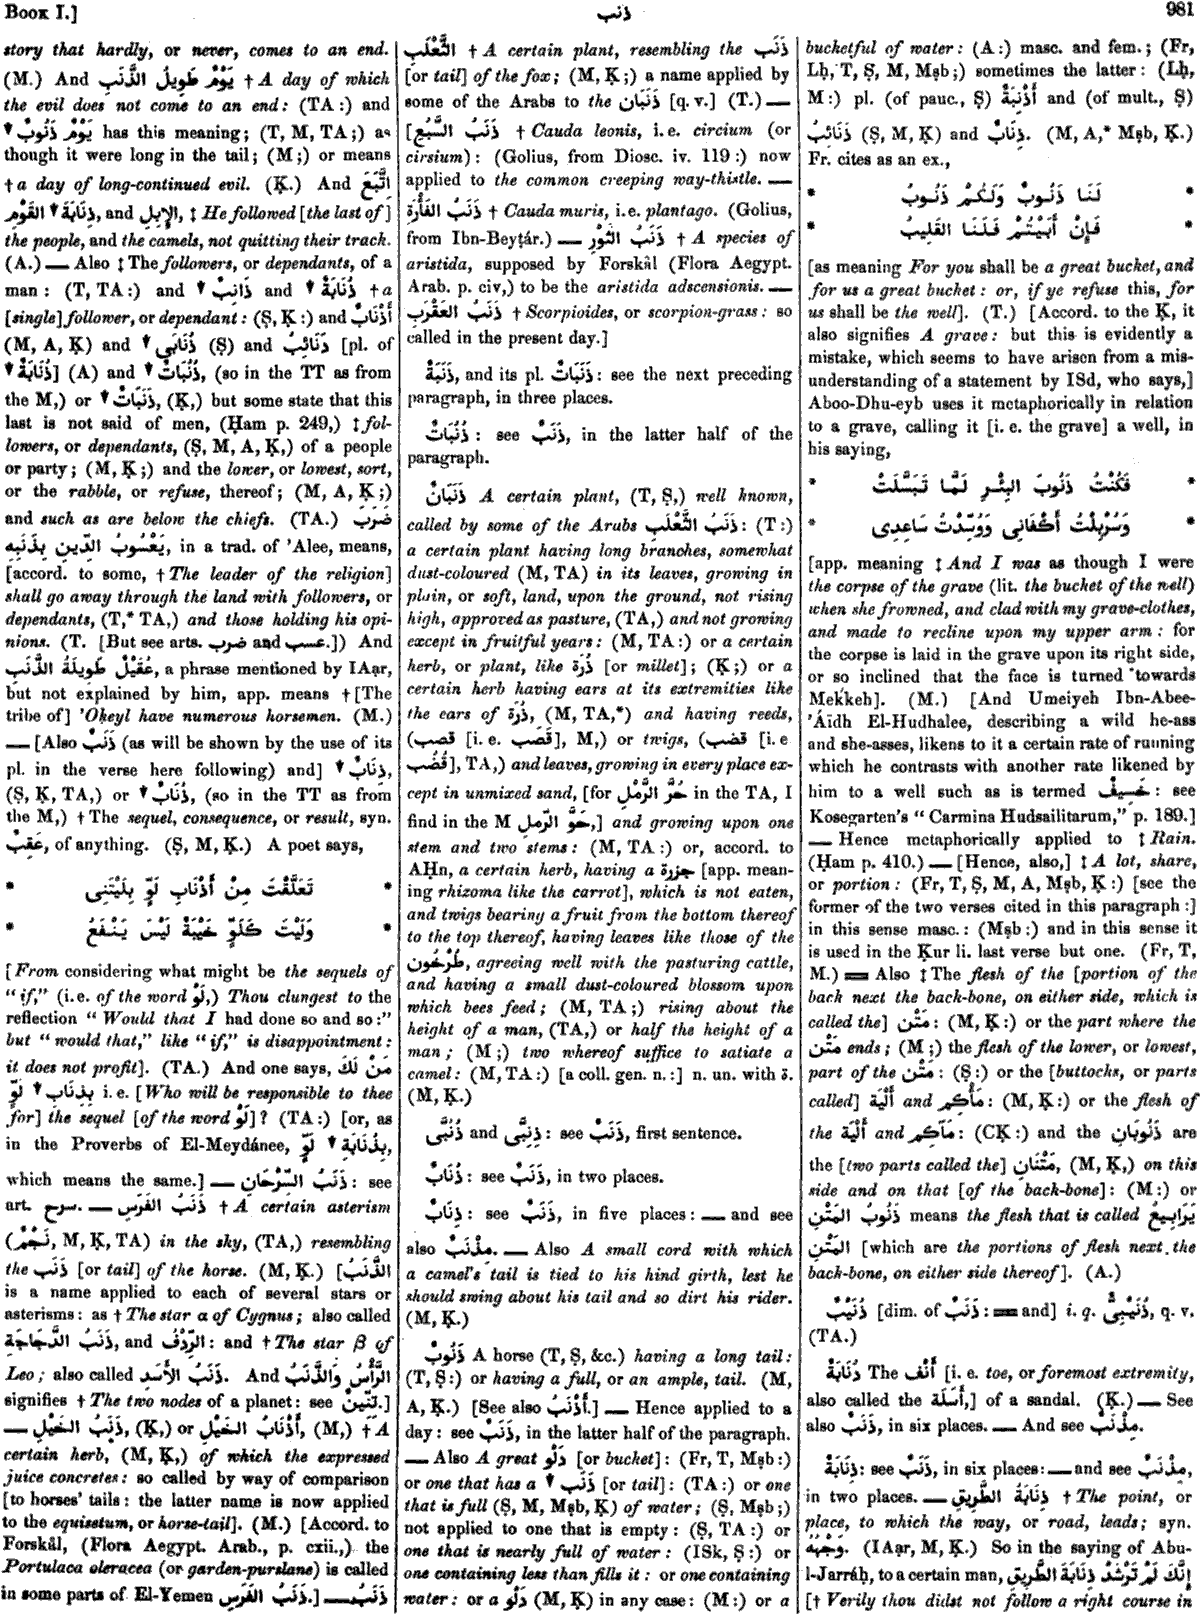 Book I.]
ذنب
981
story that hardly, or never, comes to an end.
(M.) And يَوْمٌ طَوِيلُ الذَّنَبِ † A day of which
the evil does not come to an end: (TA:) and
يَوْمٌ ذَنُوبٌ ▼ has this meaning; (T, M, TA;) as
though it were long in the tail; (M;) or means
† a day of long-continued evil. (Ḳ.) And اِتَّبَعَ
ذِنَابَةَ ▼ القَوْمِ, and الإِبِلِ, ‡ He followed [the last of]
the people, and the camels, not quitting their track.
(A.) — Also ‡ The followers, or dependants, of a
man: (T, TA:) and ذَانِبٌ ▼ and ذُنَابَةٌ ▼ † a
[single] follower, or dependant: (Ṣ, Ḳ:) and أَذْنَابٌ
(M, A, Ḳ) and ذُنَابَى ▼ (Ṣ) and ذَنَائِبُ [pl. of
ذُنَابَةٌ ▼] (A) and ذُنُبَاتٌ ▼, (so in the TT as from
the M,) or ذَنَبَاتٌ ▼, (Ḳ,) but some state that this
last is not said of men, (Ḥam p. 249,) ‡ fol-
lowers, or dependants, (Ṣ, M, A, Ḳ,) of a people
or party; (M, Ḳ;) and the lower, or lowest, sort,
or the rabble, or refuse, thereof; (M, A, Ḳ;)
and such as are below the chiefs. (TA.) ضَرَبَ
يَعْسُوبُ الدِّينِ بِذَنَبِهِ, in a trad. of 'Alee, means,
[accord. to some, † The leader of the religion]
shall go away through the land with followers, or
dependants, (T,* TA,) and those holding his opi-
nions. (T. [But see arts. ضرب and عسب.]) And
عُقَيْلٌ طَوِيلَةُ الذَّنَبِ, a phrase mentioned by IAạr,
but not explained by him, app. means † [The
tribe of] 'Oḳeyl have numerous horsemen. (M.)
— [Also ذَنَبٌ (as will be shown by the use of its
pl. in the verse here following) and] ذِنَابٌ ▼,
(Ṣ, Ḳ, TA,) or ذُنَابٌ ▼, (so in the TT as from
the M,) † The sequel, consequence, or result, syn.
عَقِبٌ, of anything. (Ṣ, M, Ḳ.) A poet says,
* تَعَلَّقْتَ مِنْ أَذْنَابِ لَوٍّ بِلَيْتَنِى *
* وَلَيْتَ كَلَوٍّ خَيْبَةٌ لَيْسَ يَنْفَعُ *
[From considering what might be the sequels of
"if," (i. e. of the word لَوْ,) Thou clungest to the
reflection "Would that I had done so and so:"
but "would that," like "if," is disappointment:
it does not profit]. (TA.) And one says, مَنْ لَكَ
بِذِنَابِ ▼ لَوٍّ i. e. [Who will be responsible to thee
for] the sequel [of the word لَوْ]? (TA:) [or, as
in the Proverbs of El-Meydánee, بِذُنَابَةِ ▼ لَوٍّ,
which means the same.] — ذَنَبُ السِّرْحَانِ: see
art. سرح. — ذَنَبُ الفَرَسِ † A certain asterism
(نَجْمٌ, M, Ḳ, TA) in the sky, (TA,) resembling
the ذَنَب [or tail] of the horse. (M, Ḳ.) [الذَّنَبُ
is a name applied to each of several stars or
asterisms: as † The star α of Cygnus; also called
ذَنَبُ الدَّجَاجَةِ, and الرِّدْفُ: and † The star β of
Leo; also called ذَنَبُ الأَسَدِ. And الرَّأْسُ وَالذَّنَبُ
signifies † The two nodes of a planet: see تِنِّينٌ.]
— ذَنَبُ الخَيْلِ, (Ḳ,) or أَذْنَابُ الخَيْلِ, (M,) † A
certain herb, (M, Ḳ,) of which the expressed
juice concretes: so called by way of comparison
[to horses' tails: the latter name is now applied
to the equisetum, or horse-tail]. (M.) [Accord. to
Forskål, (Flora Aegypt. Arab., p. cxii.,) the
Portulaca oleracea (or garden-purslane) is called
in some parts of El-Yemen ذَنَبُ الفَرَسِ.] — ذَنَبُ
الثَّعْلَبِ † A certain plant, resembling the ذَنَب
[or tail] of the fox; (M, Ḳ;) a name applied by
some of the Arabs to the ذَنَبَان [q. v.] (T.) —
[ذَنَبُ السَّبُعِ † Cauda leonis, i. e. circium (or
cirsium): (Golius, from Diosc. iv. 119:) now
applied to the common creeping way-thistle. —
ذَنَبُ الفَأْرَةِ † Cauda muris, i.e. plantago. (Golius,
from Ibn-Beyṭár.) — ذَنَبُ الثَّوْرِ † A species of
aristida, supposed by Forskål (Flora Aegypt.
Arab. p. civ,) to be the aristida adscensionis. —
ذَنَبُ العَقْرَبِ † Scorpioides, or scorpion-grass: so
called in the present day.]
ذَنَبَةٌ, and its pl. ذَنَبَاتٌ: see the next preceding
paragraph, in three places.
ذُنُبَاتٌ: see ذَنَبٌ, in the latter half of the
paragraph.
ذَنَبَانٌ A certain plant, (T, Ṣ,) well known,
called by some of the Arabs ذَنَبُ الثَّعْلَبِ: (T:)
a certain plant having long branches, somewhat
dust-coloured (M, TA) in its leaves, growing in
plain, or soft, land, upon the ground, not rising
high, approved as pasture, (TA,) and not growing
except in fruitful years: (M, TA:) or a certain
herb, or plant, like ذُرَة [or millet]; (Ḳ;) or a
certain herb having ears at its extremities like
the ears of ذُرَة, (M, TA,*) and having reeds,
(قصب [i. e. قَصَب], M,) or twigs, (قضب [i. e
قُضُب], TA,) and leaves, growing in every place ex-
cept in unmixed sand, [for حُرَّ الرَّمْلِ in the TA, I
find in the M حَوَّ الرّمل,] and growing upon one
stem and two stems: (M, TA:) or, accord. to
AḤn, a certain herb, having a جزرة [app. mean-
ing rhizoma like the carrot], which is not eaten,
and twigs bearing a fruit from the bottom thereof
to the top thereof, having leaves like those of the
طَرْخُون, agreeing well with the pasturing cattle,
and having a small dust-coloured blossom upon
which bees feed; (M, TA;) rising about the
height of a man, (TA,) or half the height of a
man; (M;) two whereof suffice to satiate a
camel: (M, TA:) [a coll. gen. n.:] n. un. with ة.
(M, Ḳ.)
ذُنُبَّى and ذِنِبَّى: see ذَنَبٌ, first sentence.
ذُنَابٌ: see ذَنَبٌ, in two places.
ذِنَابٌ: see ذَنَبٌ, in five places: — and see
also مِذْنَبٌ. — Also A small cord with which
a camel's tail is tied to his hind girth, lest he
should swing about his tail and so dirt his rider.
(M, Ḳ.)
ذَنُوبٌ A horse (T, Ṣ, &c.) having a long tail:
(T, Ṣ:) or having a full, or an ample, tail. (M,
A, Ḳ.) [See also أَذْنَبُ.] — Hence applied to a
day: see ذَنَبٌ, in the latter half of the paragraph.
— Also A great دَلْو [or bucket]: (Fr, T, Mṣb:)
or one that has a ذَنَب ▼ [or tail]: (TA:) or one
that is full (Ṣ, M, Mṣb, Ḳ) of water; (Ṣ, Mṣb;)
not applied to one that is empty: (Ṣ, TA:) or
one that is nearly full of water: (ISk, Ṣ:) or
one containing less than fills it: or one containing
water: or a دَلْو (M, Ḳ) in any case: (M:) or a
bucketful of water: (A:) masc. and fem.; (Fr,
Lḥ, T, Ṣ, M, Mṣb;) sometimes the latter: (Lḥ,
M:) pl. (of pauc., Ṣ) أَذْنِبَةٌ and (of mult., Ṣ)
ذَنَائِبُ (Ṣ, M, Ḳ) and ذِنَابٌ. (M, A,* Mṣb, Ḳ.)
Fr. cites as an ex.,
* لَنَا ذَنُوبٌ وَلَكُمْ ذَنُوبُ *
* فَإِنْ أَبَيْتُمْ فَلَنَا القَلِيبُ *
[as meaning For you shall be a great bucket, and
for us a great bucket: or, if ye refuse this, for
us shall be the well]. (T.) [Accord. to the Ḳ, it
also signifies A grave: but this is evidently a
mistake, which seems to have arisen from a mis-
understanding of a statement by ISd, who says,]
Aboo-Dhu-eyb uses it metaphorically in relation
to a grave, calling it [i. e. the grave] a well, in
his saying,
* فَكُنْتُ ذَنُوبَ البِئْرِ لَمَّا تَبَسَّلَتْ *
* وَسُرْبِلْتُ أَكْفَانِى وَوُسِّدْتُ سَاعِدِى *
[app. meaning ‡ And I was as though I were
the corpse of the grave (lit. the bucket of the well)
when she frowned, and clad with my grave-clothes,
and made to recline upon my upper arm: for
the corpse is laid in the grave upon its right side,
or so inclined that the face is turned towards
Mekkeh]. (M.) [And Umeiyeh Ibn-Abee-
'Áïdh El-Hudhalee, describing a wild he-ass
and she-asses, likens to it a certain rate of running
which he contrasts with another rate likened by
him to a well such as is termed خَسِيفٌ: see
Kosegarten's "Carmina Hudsailitarum," p. 189.]
— Hence metaphorically applied to ‡ Rain.
(Ḥam p. 410.) — [Hence, also,] ‡ A lot, share,
or portion: (Fr, T, Ṣ, M, A, Mṣb, Ḳ:) [see the
former of the two verses cited in this paragraph:]
in this sense masc.: (Mṣb:) and in this sense it
is used in the Ḳur li. last verse but one. (Fr, T,
M.) = Also ‡ The flesh of the [portion of the
back next the back-bone, on either side, which is
called the] مَتْن: (M, Ḳ:) or the part where the
مَتْن ends; (M;) the flesh of the lower, or lowest,
part of the مَتْن: (Ṣ:) or the [buttocks, or parts
called] أَلْيَة and مَأْكِم: (M, Ḳ:) or the flesh of
the أَلْيَة and مَآكِم: (CḲ:) and the ذَنُوبَانِ are
the [two parts called the] مَتْنَانِ, (M, Ḳ,) on this
side and on that [of the back-bone]: (M:) or
ذَنُوبُ المَتْنِ means the flesh that is called يَرَابِيعُ
المَتْنِ [which are the portions of flesh next the
back-bone, on either side thereof]. (A.)
ذُنَيْبٌ [dim. of ذَنَبٌ: = and] i. q. ذُنَيْبِىٌّ, q. v.
(TA.)
ذُنَابَةٌ The أَنْف [i. e. toe, or foremost extremity,
also called the أَسَلَة,] of a sandal. (Ḳ.) — See
also ذَنَبٌ, in six places. — And see مِذْنَبٌ.
ذِنَابَةٌ: see ذَنَبٌ, in six places: — and see مِذْنَبٌ,
in two places. — ذِنَابَةُ الطَّرِيقِ † The point, or
place, to which the way, or road, leads; syn.
وَجْهُهُ. (IAạr, M, Ḳ.) So in the saying of Abu-
l-Jarráḥ, to a certain man, إِنَّكَ لَمْ تَرْشَدْ ذِنَابَةَ الطَّرِيقِ
[† Verily thou didst not follow a right course in